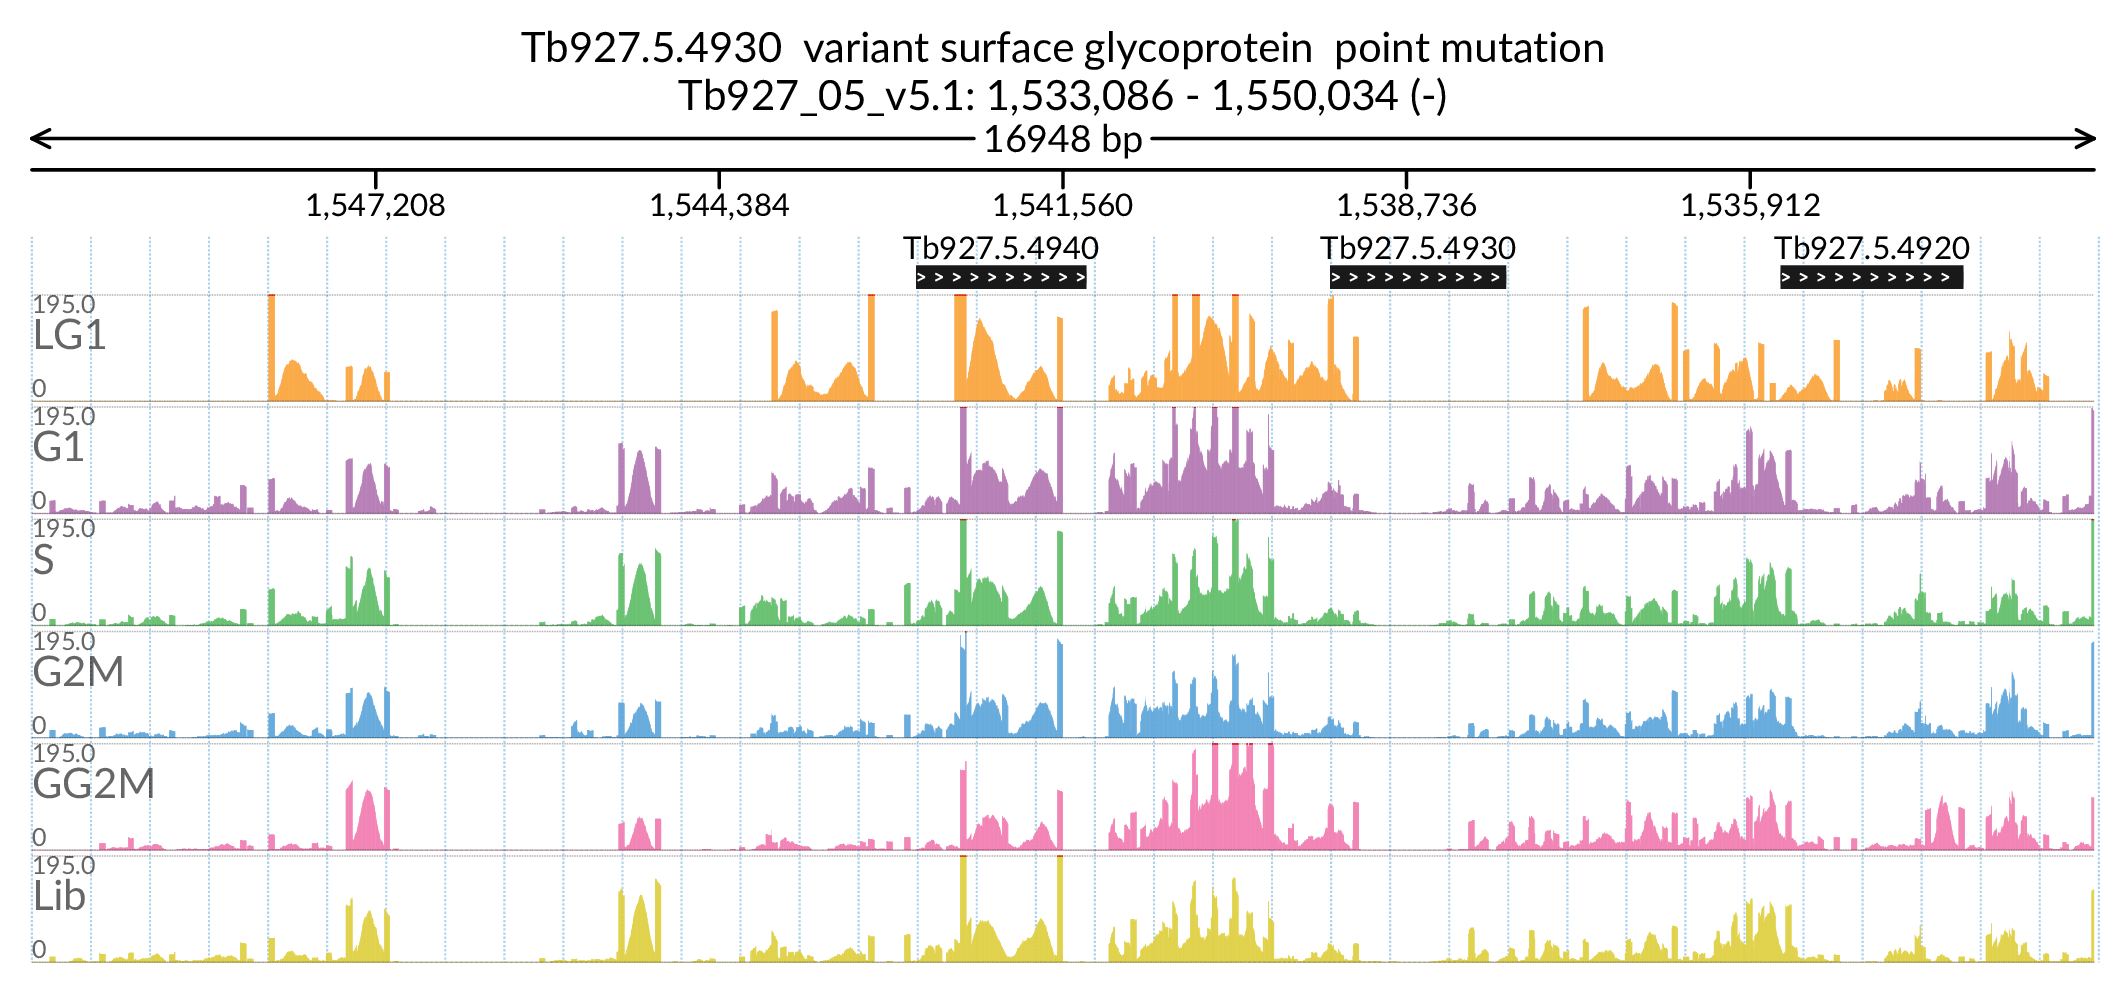 Tb927.5.4930 variant surface glycoprotein point mutation
Tb927_05_v5.1: 1,533,086 - 1,550,034 (-)
16948 bp
1,547,208 1,544,384 1,541,560 1,538,736 1,535,912
Tb927.5.4940 Tb927.5.4930 Tb927.5.4920
195.0
LG1
0
195.0
G1
0
195.0
S
0
195.0
G2M
0
195.0
GG2M
0
195.0
Lib
0